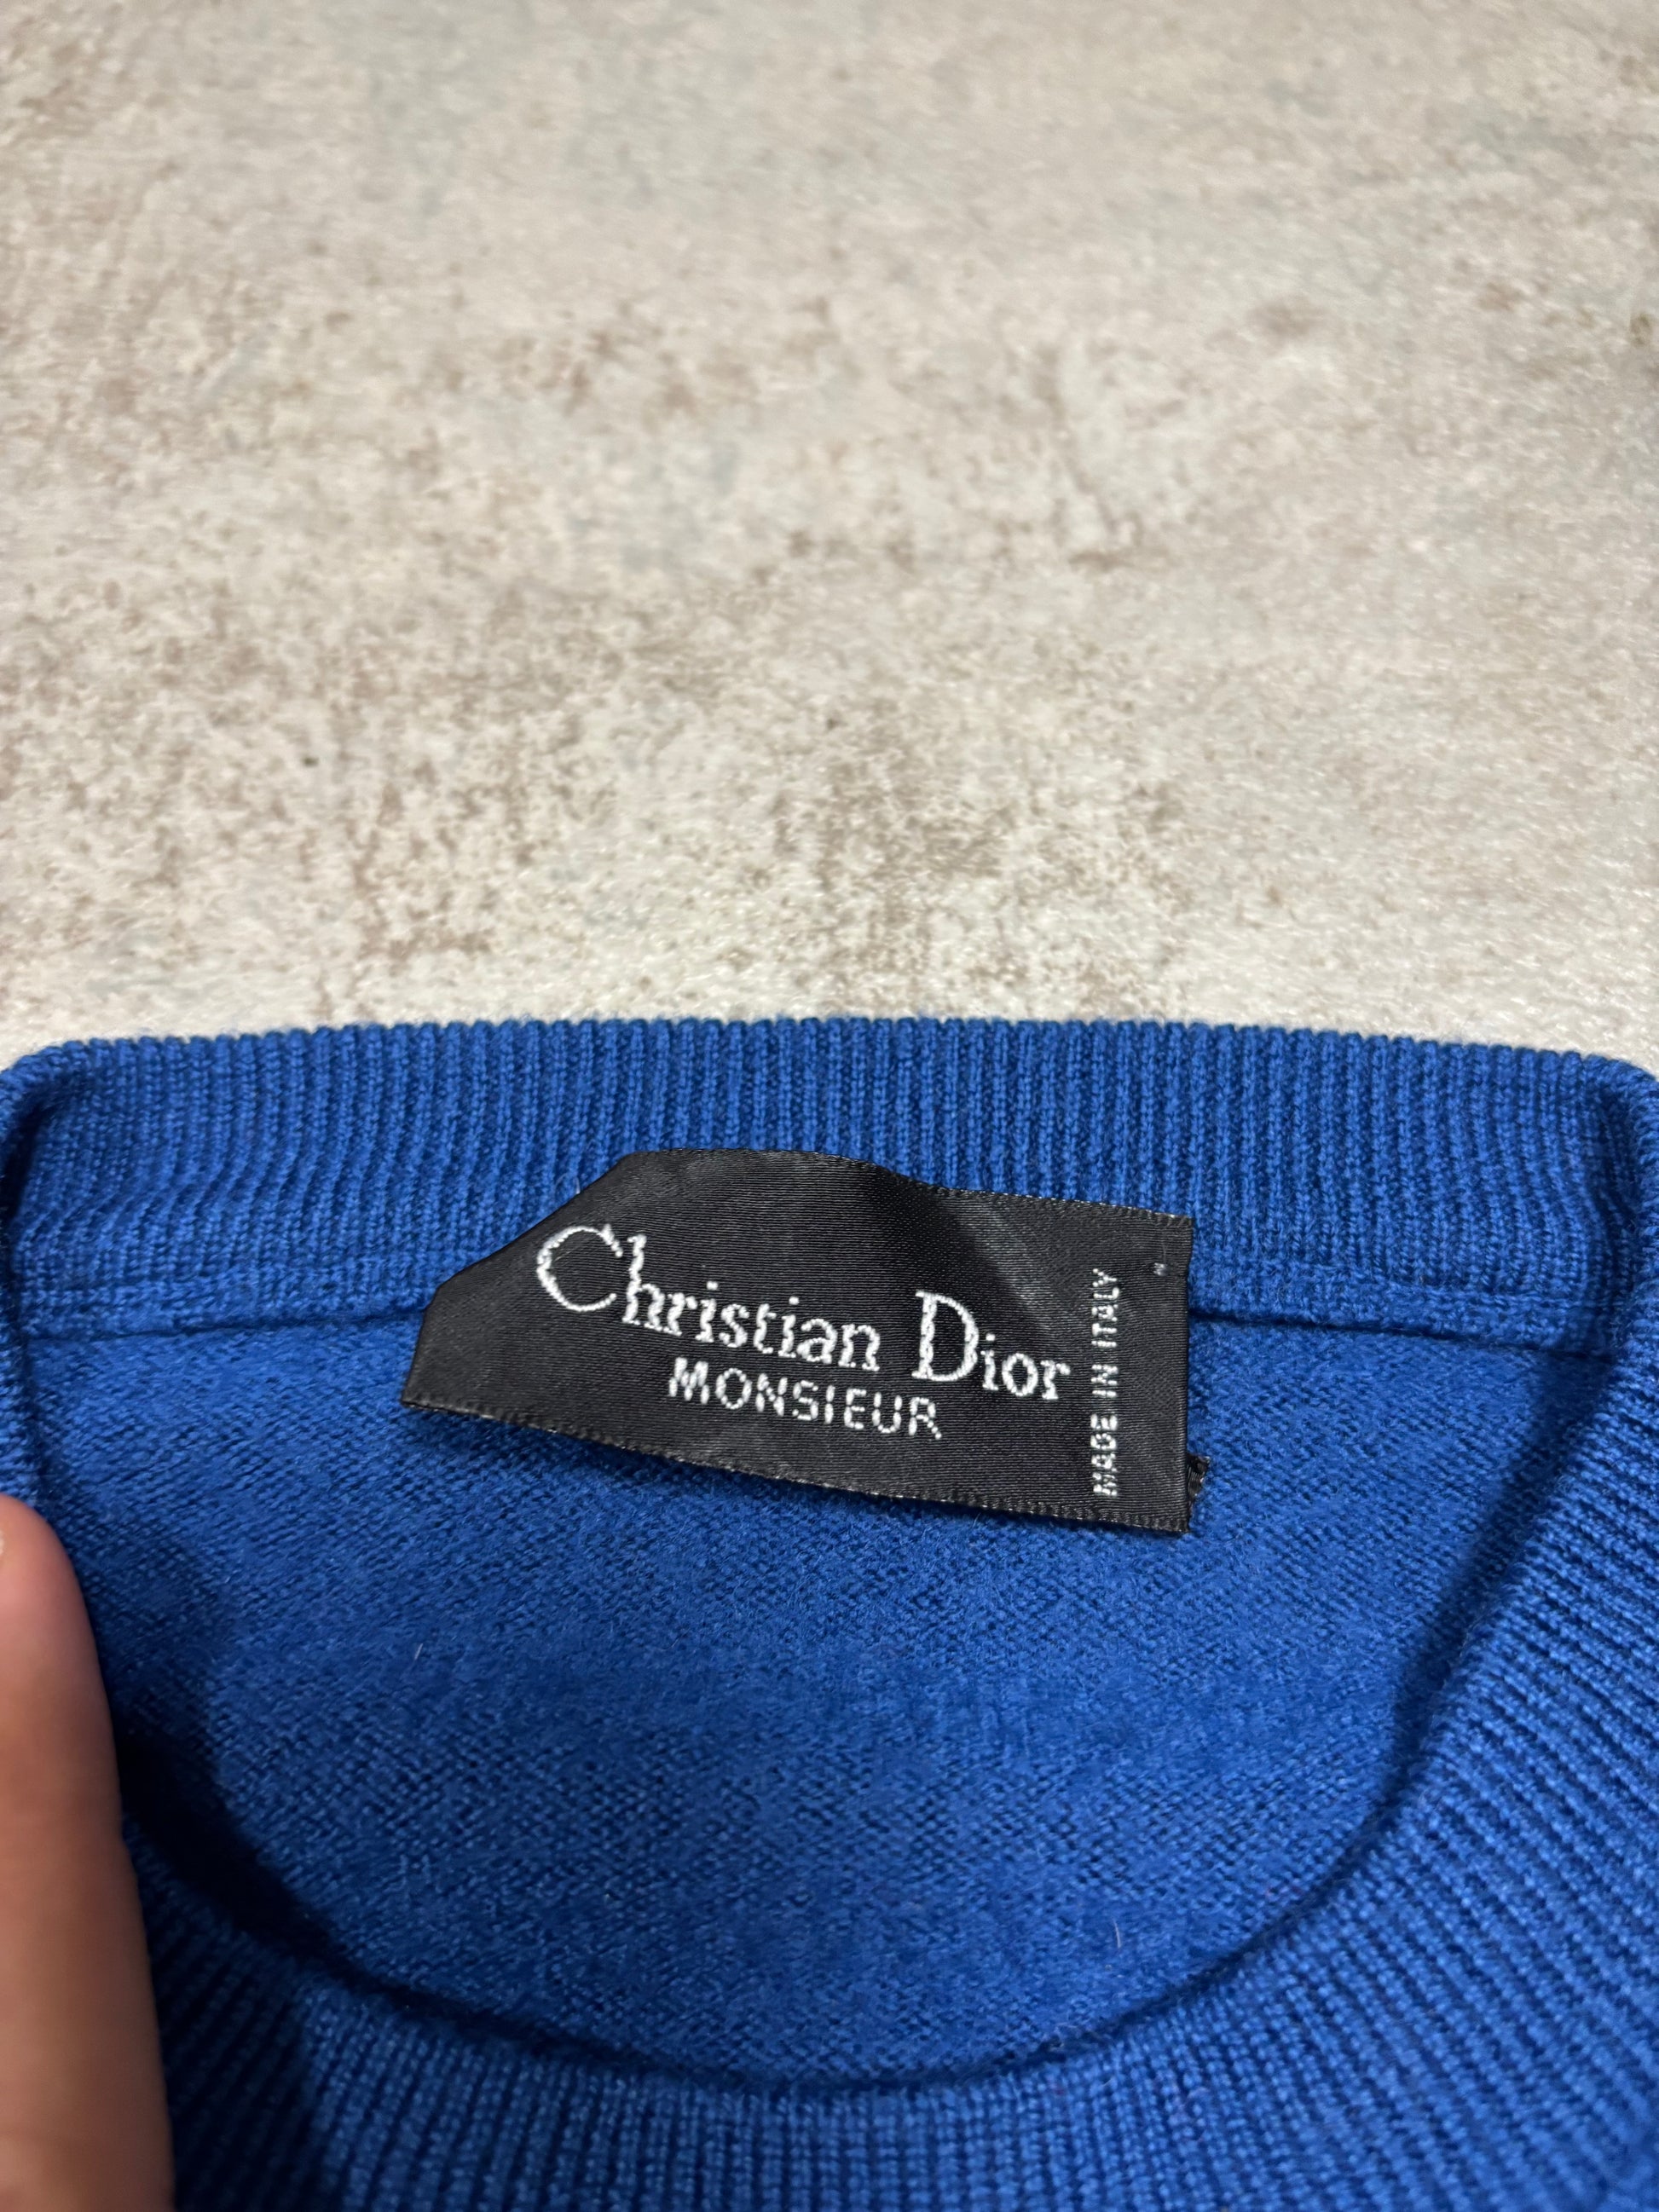 Christian Dior
MONSIEUR
MADE IN ITALY